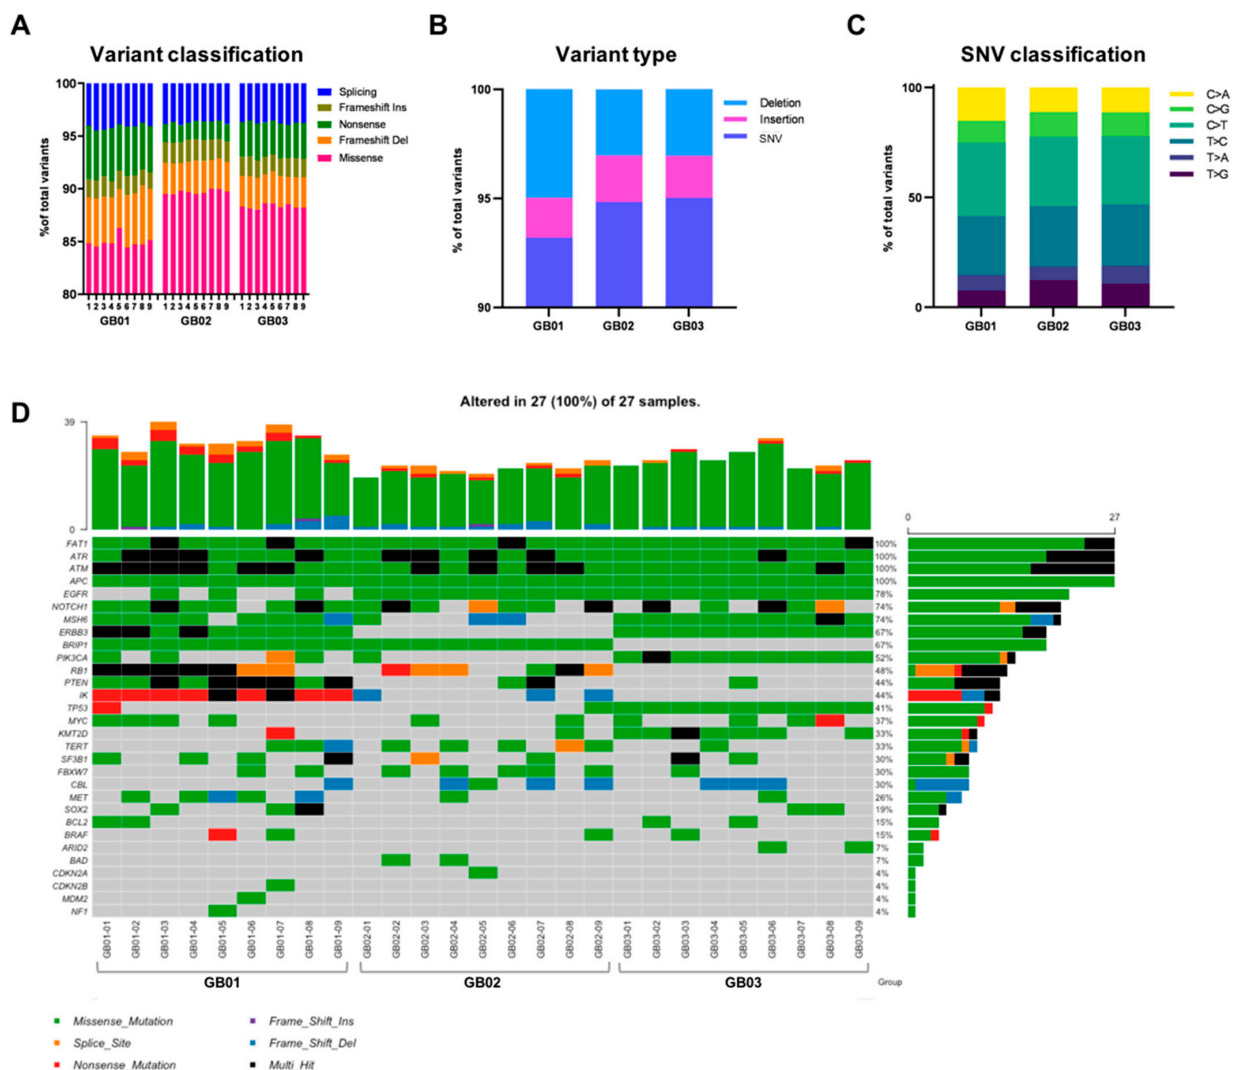 A
Variant classification
100
95
90
85
80
%of total variants
1 2 3 4 5 6 7 8 9
1 2 3 4 5 6 7 8 9
1 2 3 4 5 6 7 8 9
GB01
GB02
GB03
Splicing
Frameshift Ins
Nonsense
Frameshift Del
Missense
B
Variant type
100
95
90
% of total variants
GB01
GB02
GB03
Deletion
Insertion
SNV
C
SNV classification
100
50
0
% of total variants
GB01
GB03
GB03
C>A
C>G
C>T
T>C
T>A
T>G
D
Altered in 27 (100%) of 27 samples.
39
0
0 27
FAT1 100%
ATR 100%
ATM 100%
APC 100%
EGFR 78%
NOTCH1 74%
MSH6 74%
ERBB3 67%
BRIP1 67%
PIK3CA 52%
RB1 48%
PTEN 44%
IK 44%
TP53 41%
MYC 37%
KMT2D 33%
TERT 33%
SF3B1 30%
FBXW7 30%
CBL 30%
MET 26%
SOX2 19%
BCL2 15%
BRAF 15%
ARID2 7%
BAD 7%
CDKN2A 4%
CDKN2B 4%
MDM2 4%
NF1 4%
GB01-01
GB01-02
GB01-03
GB01-04
GB01-05
GB01-06
GB01-07
GB01-08
GB01-09
GB02-01
GB02-02
GB02-03
GB02-04
GB02-05
GB02-06
GB02-07
GB02-08
GB02-09
GB03-01
GB03-02
GB03-03
GB03-04
GB03-05
GB03-06
GB03-07
GB03-08
GB03-09
GB01
GB02
GB03
Group
Missense_Mutation
Splice_Site
Nonsense_Mutation
Frame_Shift_Ins
Frame_Shift_Del
Multi_Hit